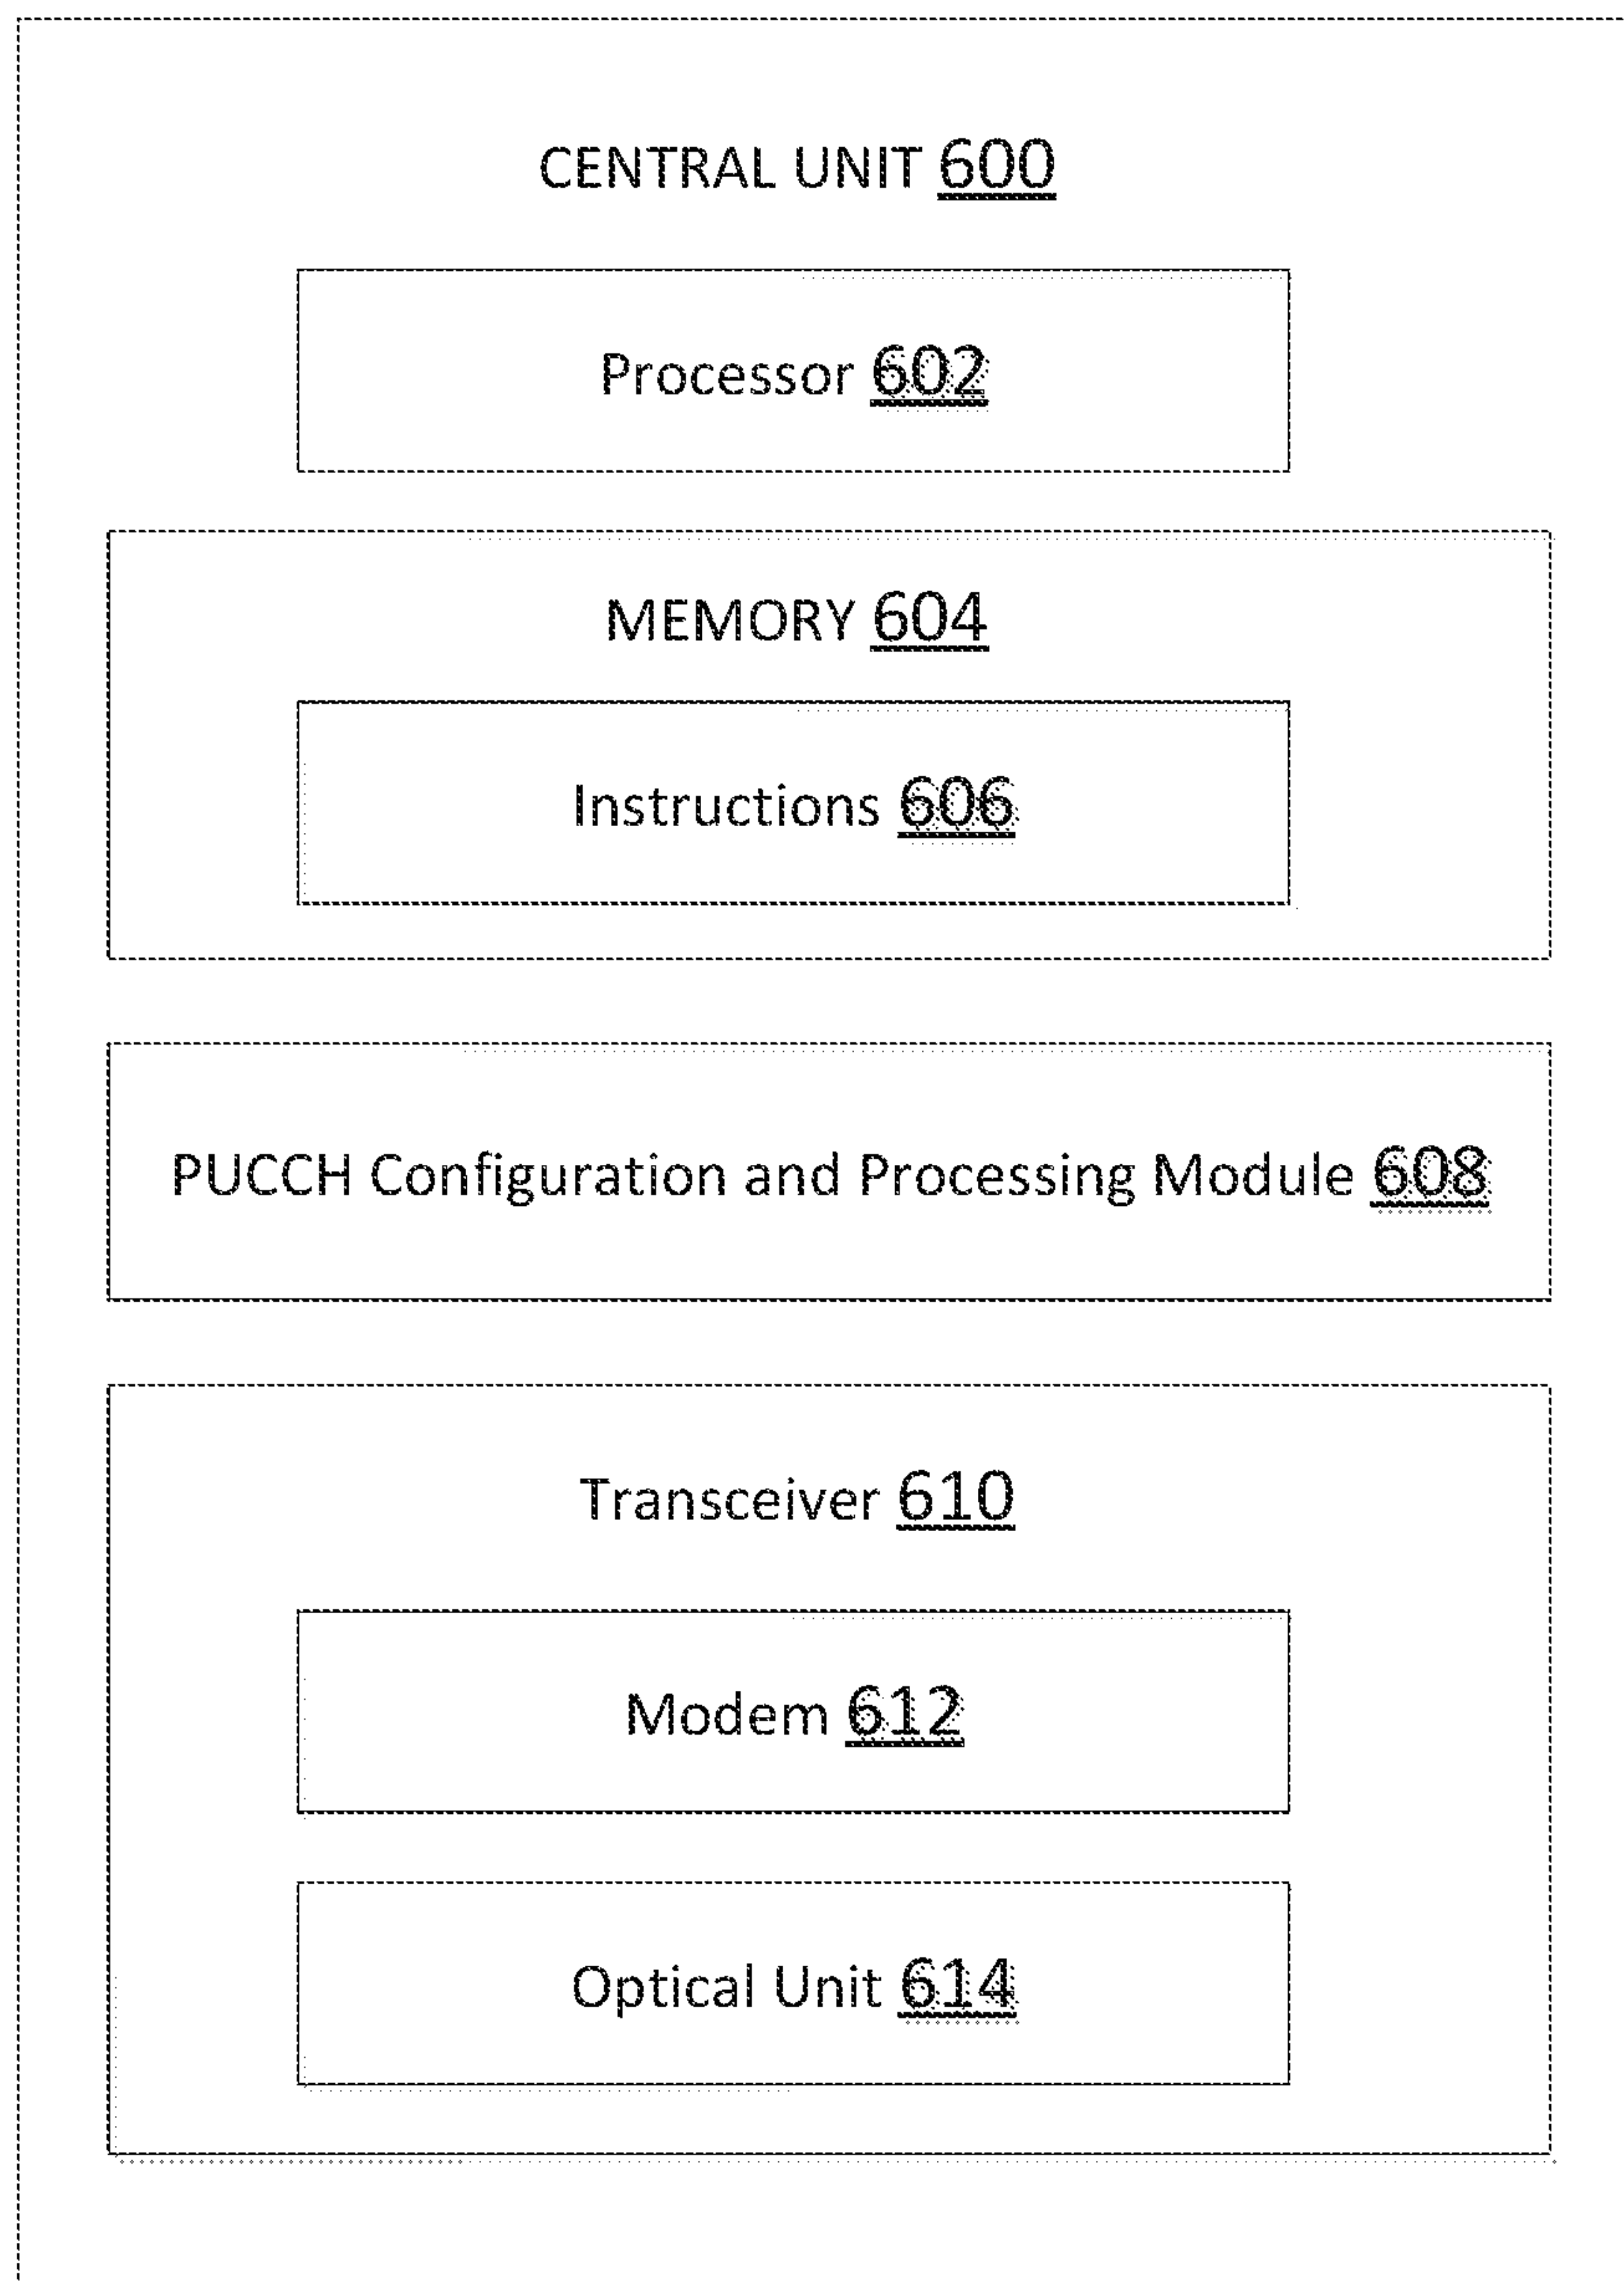 CENTRAL UNIT 600
Processor 602
MEMORY 604
Instructions 606
PUCCH Configuration and Processing Module 608
Transceiver 610
Modem 612
Optical Unit 614